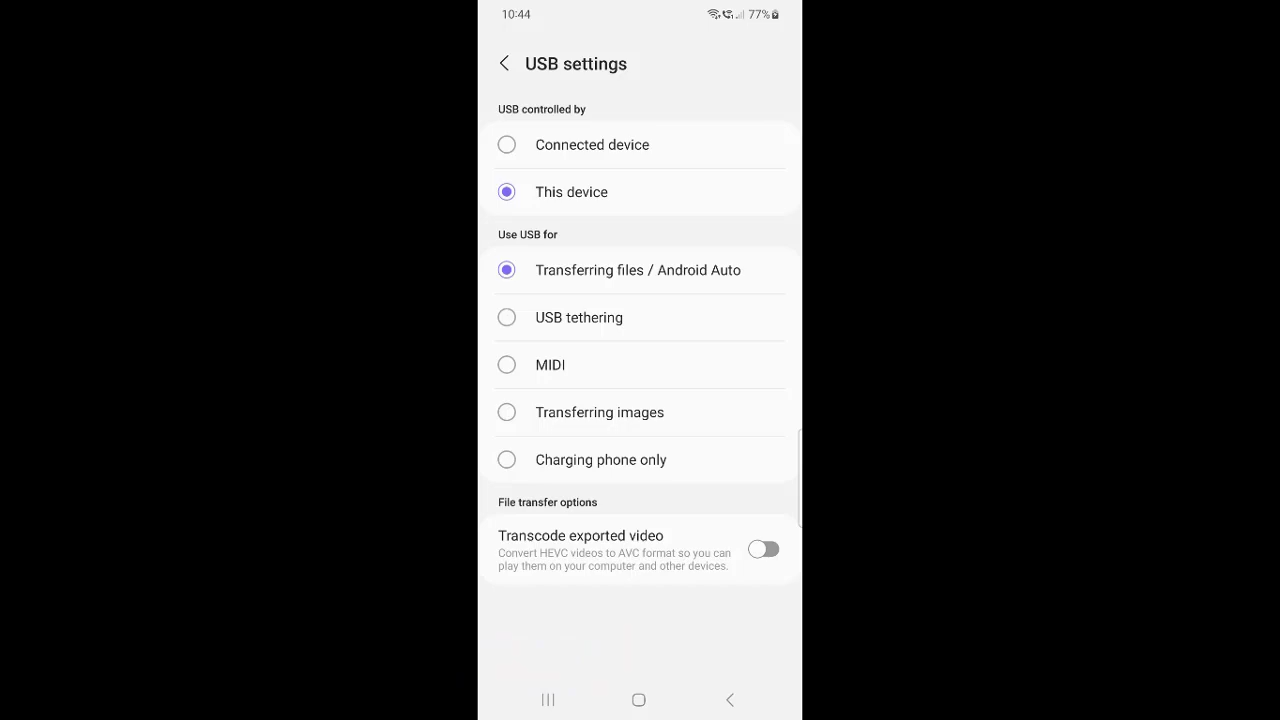 10:44
77%
USB settings
USB controlled by
Connected device
This device
Use USB for
Transferring files / Android Auto
USB tethering
MIDI
Transferring images
Charging phone only
File transfer options
Transcode exported video
Convert HEVC videos to AVC format so you can
play them on your computer and other devices.